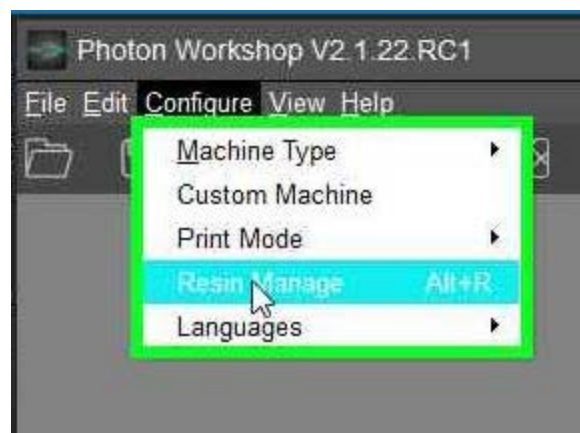 Photon Workshop V2.1.22.RC1
File Edit Configure View Help
Machine Type
Custom Machine
Print Mode
Resin Manage Alt+R
Languages